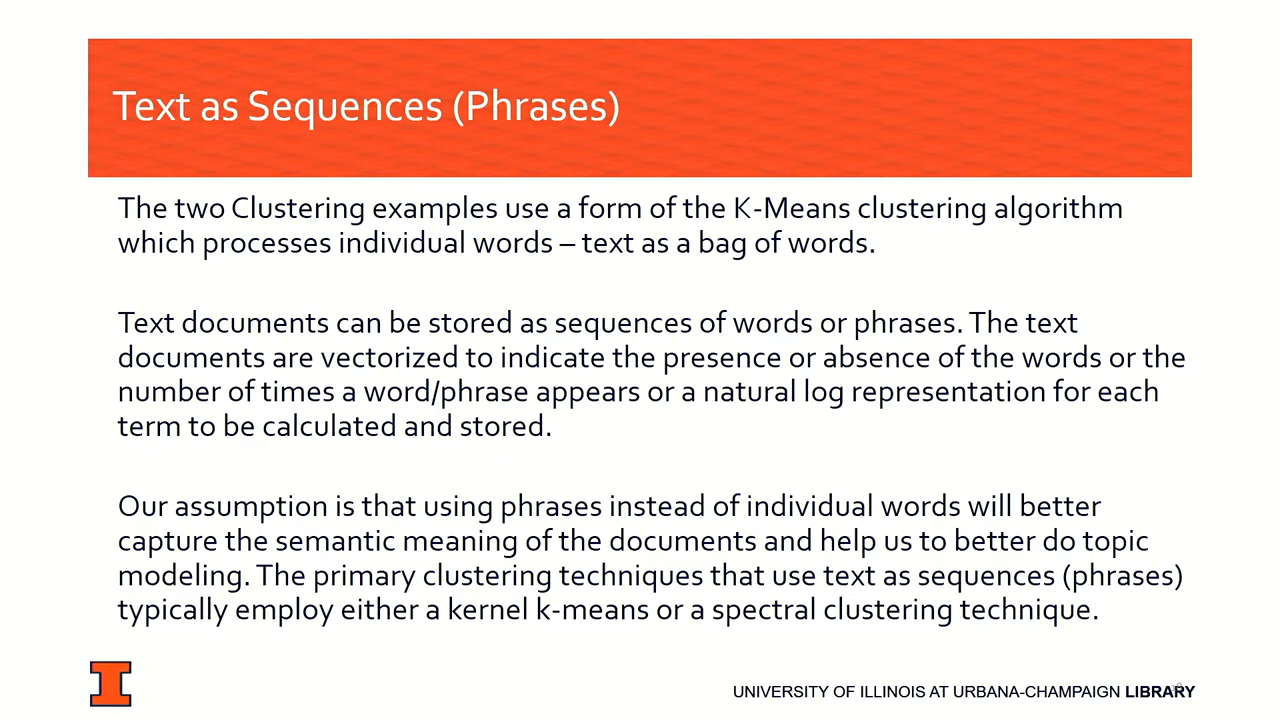 Text as Sequences (Phrases)
The two Clustering examples use a form of the K-Means clustering algorithm
which processes individual words – text as a bag of words.
Text documents can be stored as sequences of words or phrases. The text
documents are vectorized to indicate the presence or absence of the words or the
number of times a word/phrase appears or a natural log representation for each
term to be calculated and stored.
Our assumption is that using phrases instead of individual words will better
capture the semantic meaning of the documents and help us to better do topic
modeling. The primary clustering techniques that use text as sequences (phrases)
typically employ either a kernel k-means or a spectral clustering technique.
I
UNIVERSITY OF ILLINOIS AT URBANA-CHAMPAIGN LIBRARY